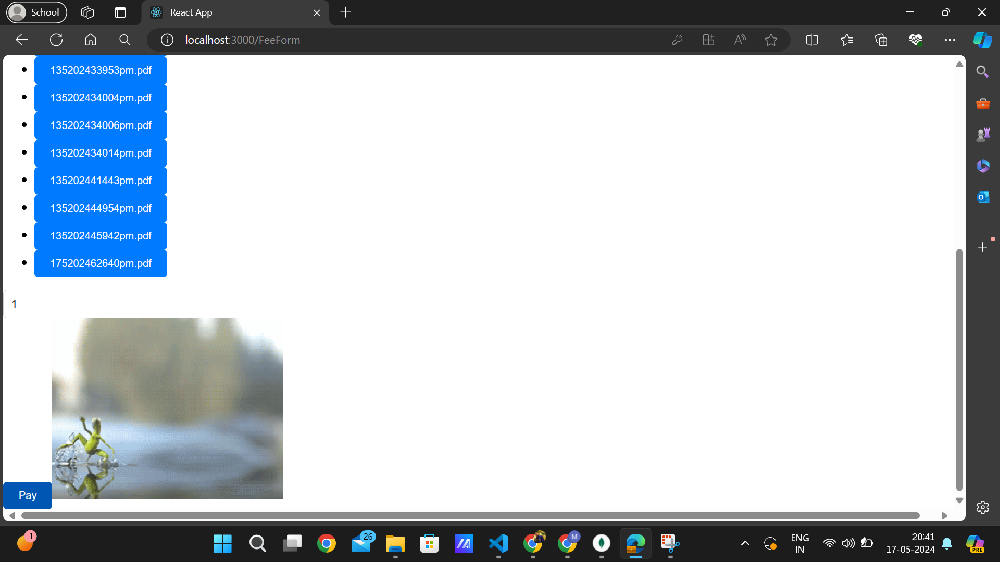 School
React App
localhost:3000/FeeForm
135202433953pm.pdf
135202434004pm.pdf
135202434006pm.pdf
135202434014pm.pdf
135202441443pm.pdf
135202444954pm.pdf
135202445942pm.pdf
175202462640pm.pdf
1
Pay
1
26
M
ENG
IN
20:41
17-05-2024
PRE